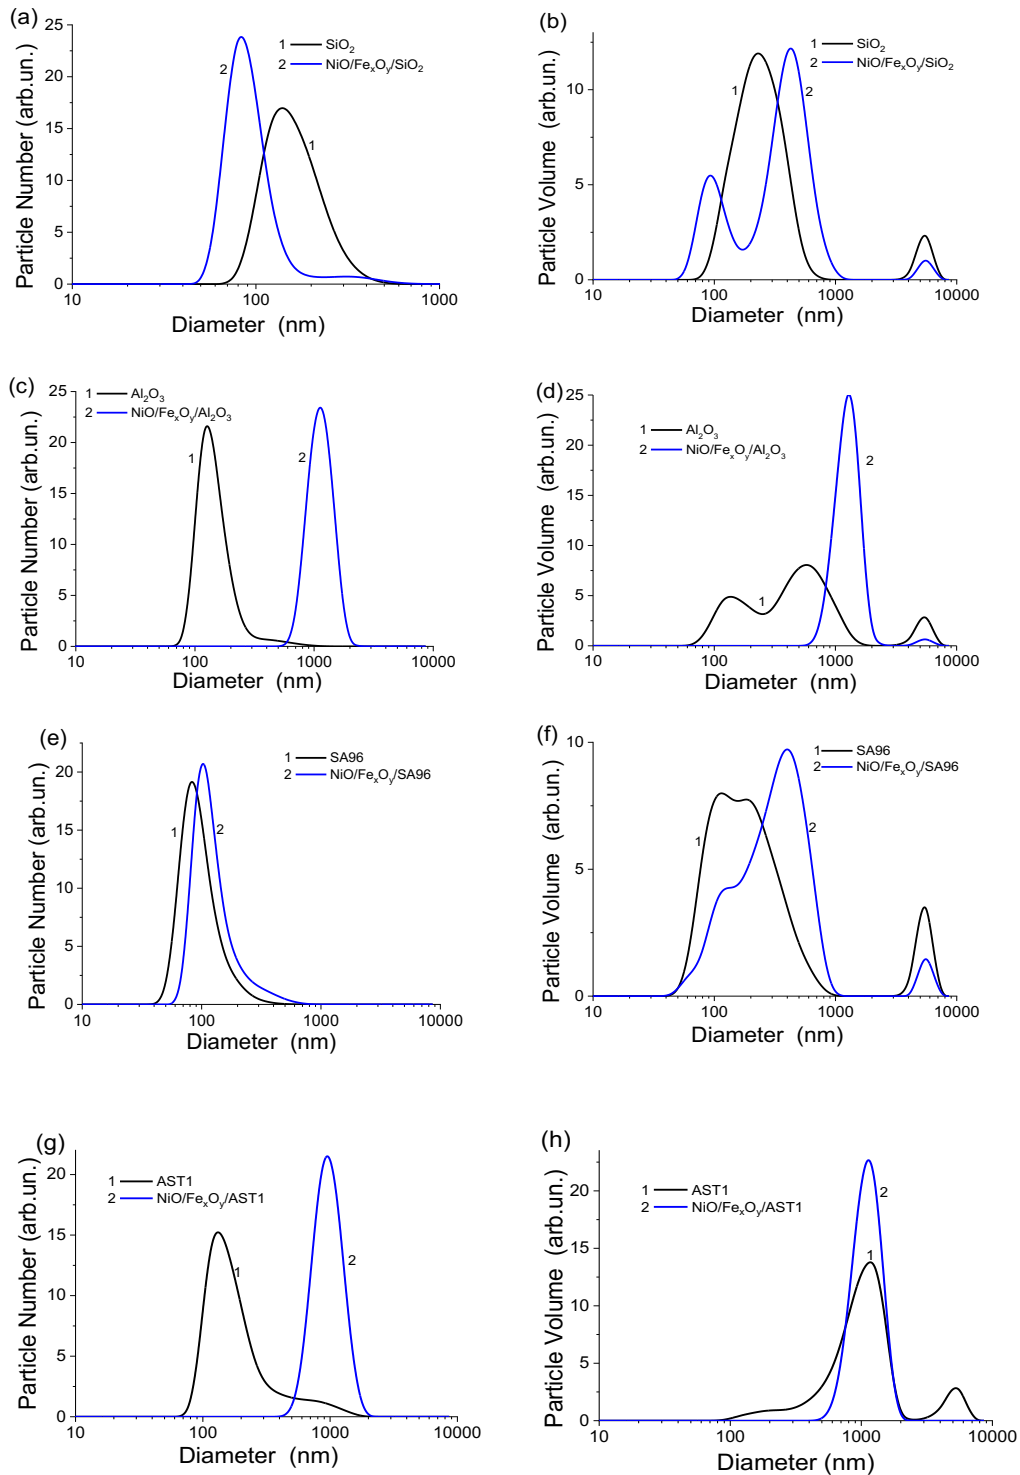 (a)
Particle Number (arb.un.)
25
20
15
10
5
0
1 SiO₂
2 NiO/FeₓOᵧ/SiO₂
2
1
10 100 1000
Diameter (nm)
(b)
Particle Volume (arb.un.)
10
5
0
1 SiO₂
2 NiO/FeₓOᵧ/SiO₂
1
2
10 100 1000 10000
Diameter (nm)
(c)
Particle Number (arb.un.)
25
20
15
10
5
0
1 Al₂O₃
2 NiO/FeₓOᵧ/Al₂O₃
1
2
10 100 1000 10000
Diameter (nm)
(d)
Particle Volume (arb.un.)
25
20
15
10
5
0
1 Al₂O₃
2 NiO/FeₓOᵧ/Al₂O₃
2
1
10 100 1000 10000
Diameter (nm)
(e)
Particle Number (arb.un.)
20
15
10
5
0
1 SA96
2 NiO/FeₓOᵧ/SA96
1
2
10 100 1000 10000
Diameter (nm)
(f)
Particle Volume (arb.un.)
10
5
0
1 SA96
2 NiO/FeₓOᵧ/SA96
1
2
10 100 1000 10000
Diameter (nm)
(g)
Particle Number (arb.un.)
20
15
10
5
0
1 AST1
2 NiO/FeₓOᵧ/AST1
1
2
10 100 1000 10000
Diameter (nm)
(h)
Particle Volume (arb.un.)
20
15
10
5
0
1 AST1
2 NiO/FeₓOᵧ/AST1
2
1
10 100 1000 10000
Diameter (nm)